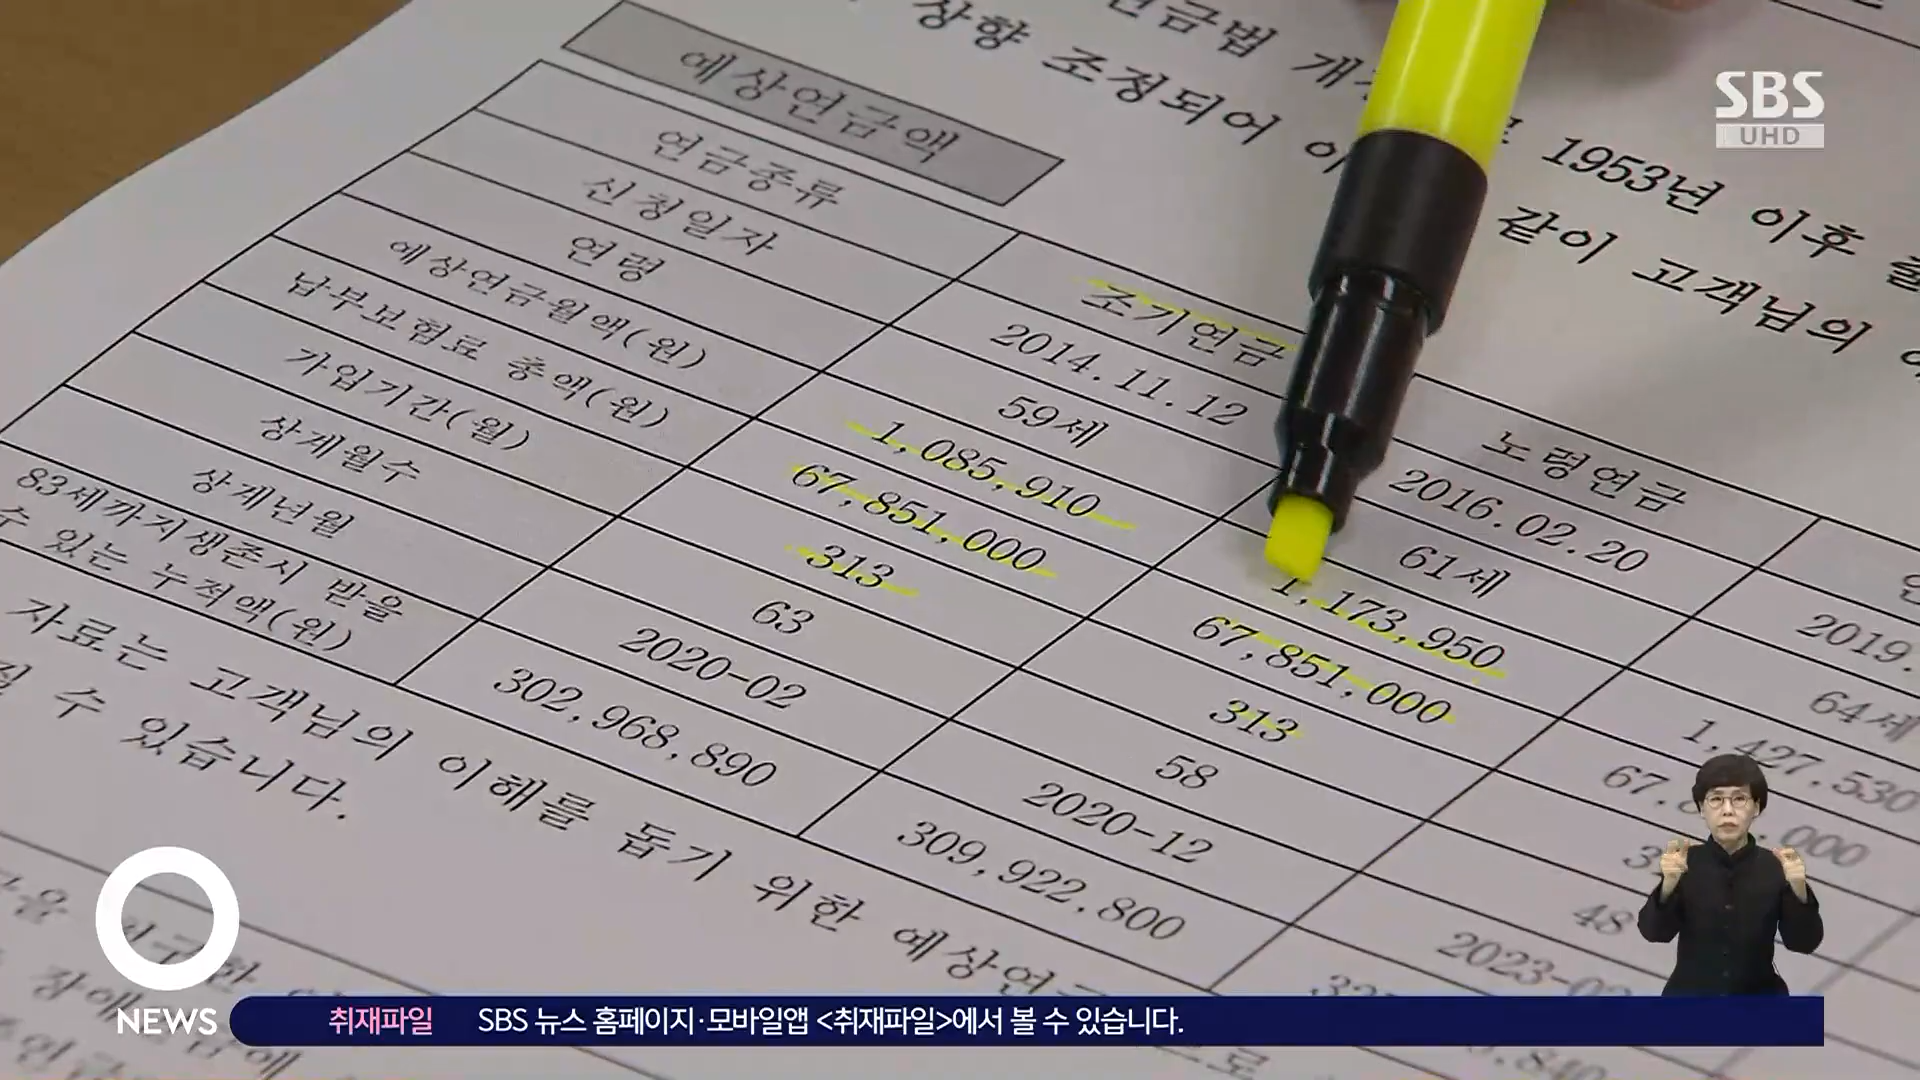 연금법
상향 조정되어
1953년 이후
같이 고객님의
SBS
UHD
예상연금액
연금종류 조기연금 노령연금
신청일자 2014.11.12 2016.02.20 2019.
연령 59세 61세 64세
예상연금월액(원) 1,085,910 1,173,950 1,427,530
납부보험료 총액(원) 67,851,000 67,851,000
가입기간(월) 313 313
상계월수 63 58 48
상계년월 2020-02 2020-12
83세까지생존시 받을
수 있는 누적액(원) 302,968,890 309,922,800
자료는 고객님의 이해를 돕기 위한
수 있습니다.
NEWS
취재파일 SBS 뉴스 홈페이지·모바일앱 <취재파일>에서 볼 수 있습니다.